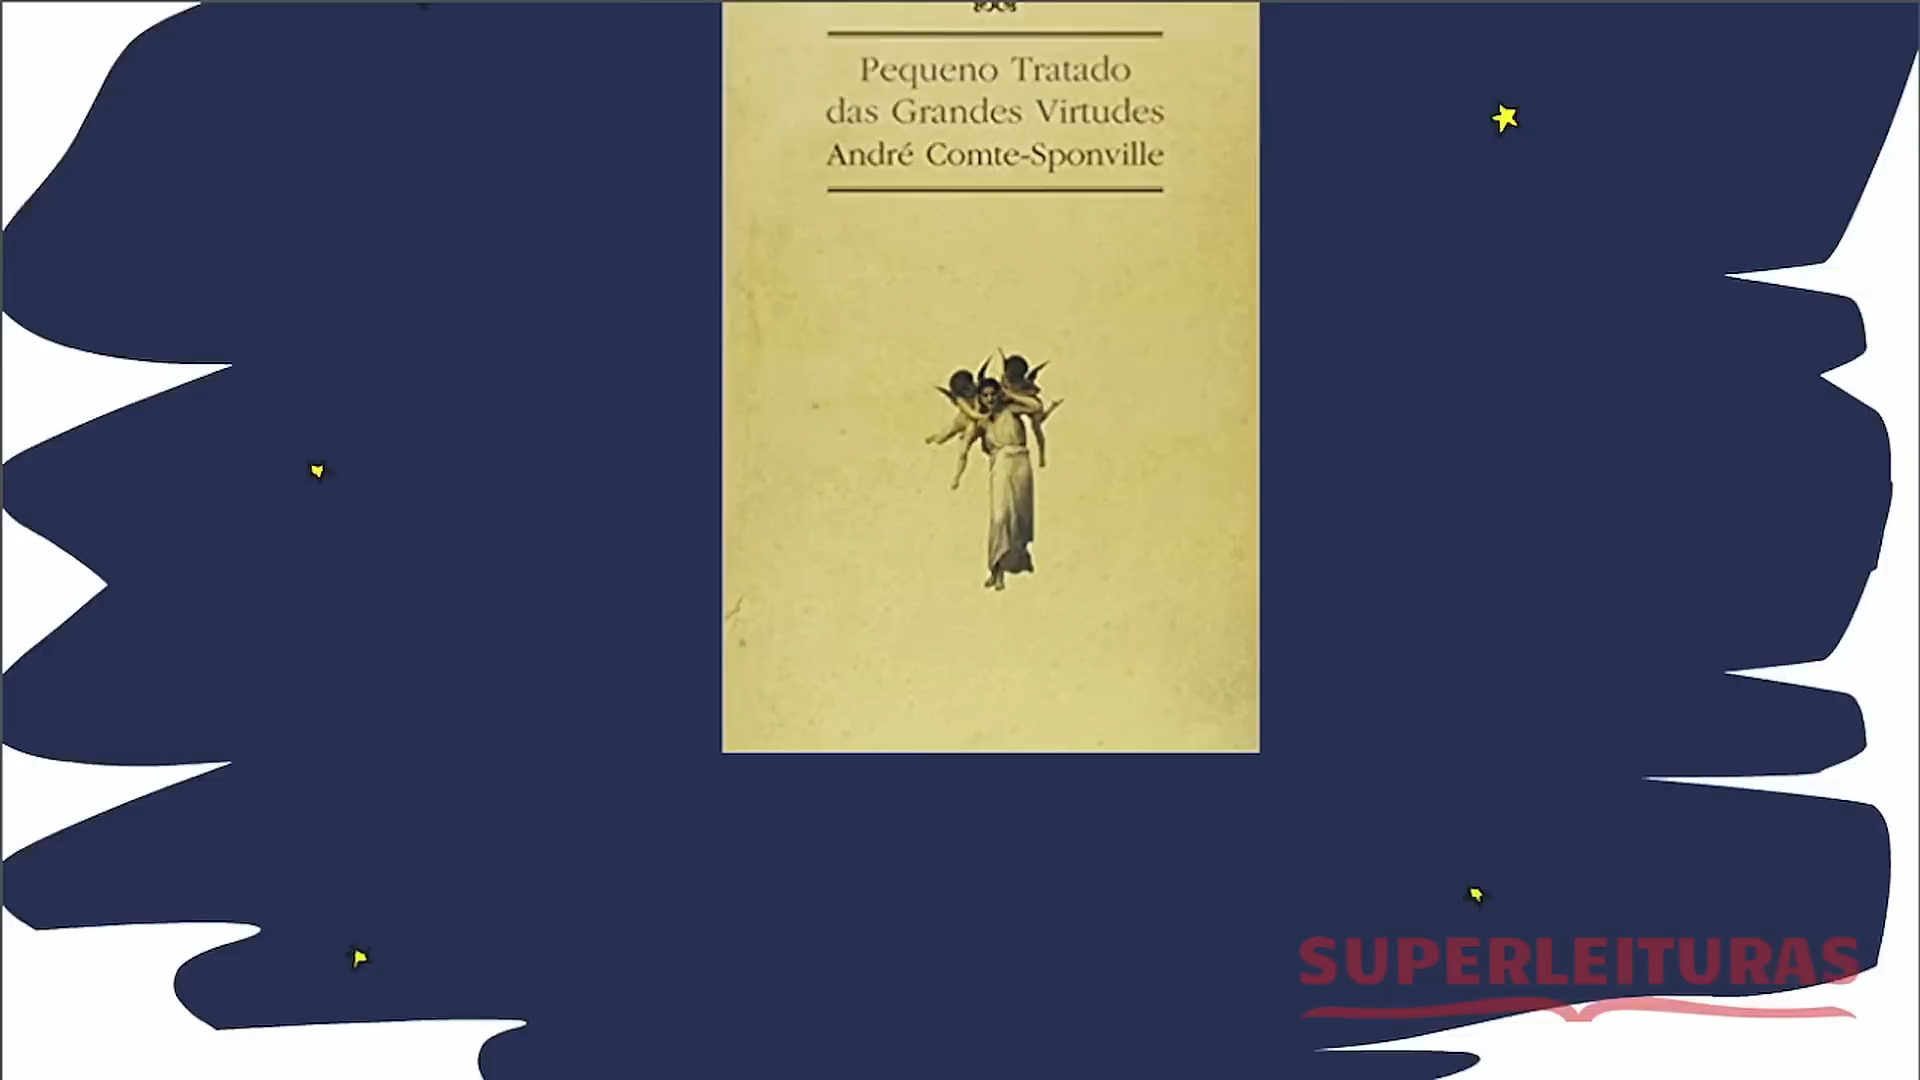 Pequeno Tratado
das Grandes Virtudes
André Comte-Sponville
SUPERLEITURAS